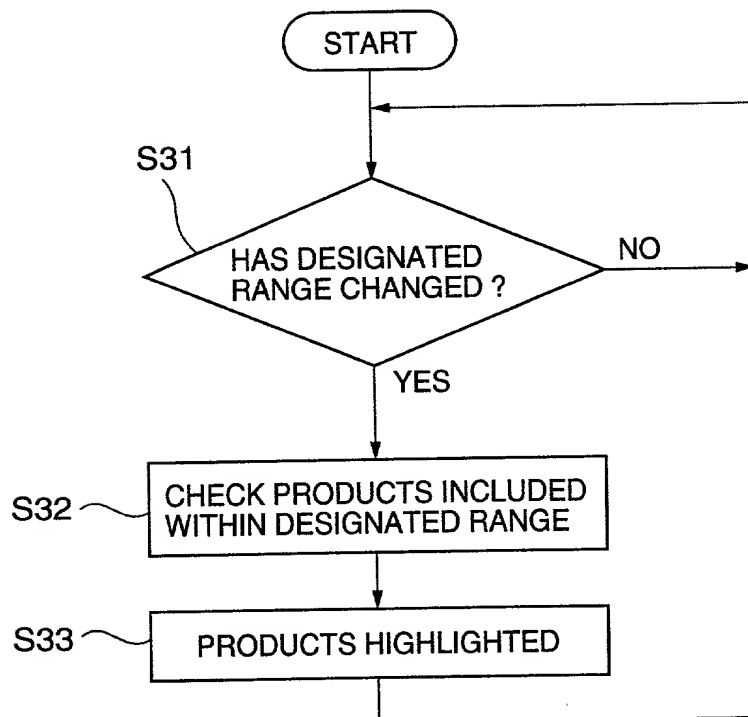 START
S31
HAS DESIGNATED
RANGE CHANGED ?
NO
YES
S32
CHECK PRODUCTS INCLUDED
WITHIN DESIGNATED RANGE
S33
PRODUCTS HIGHLIGHTED